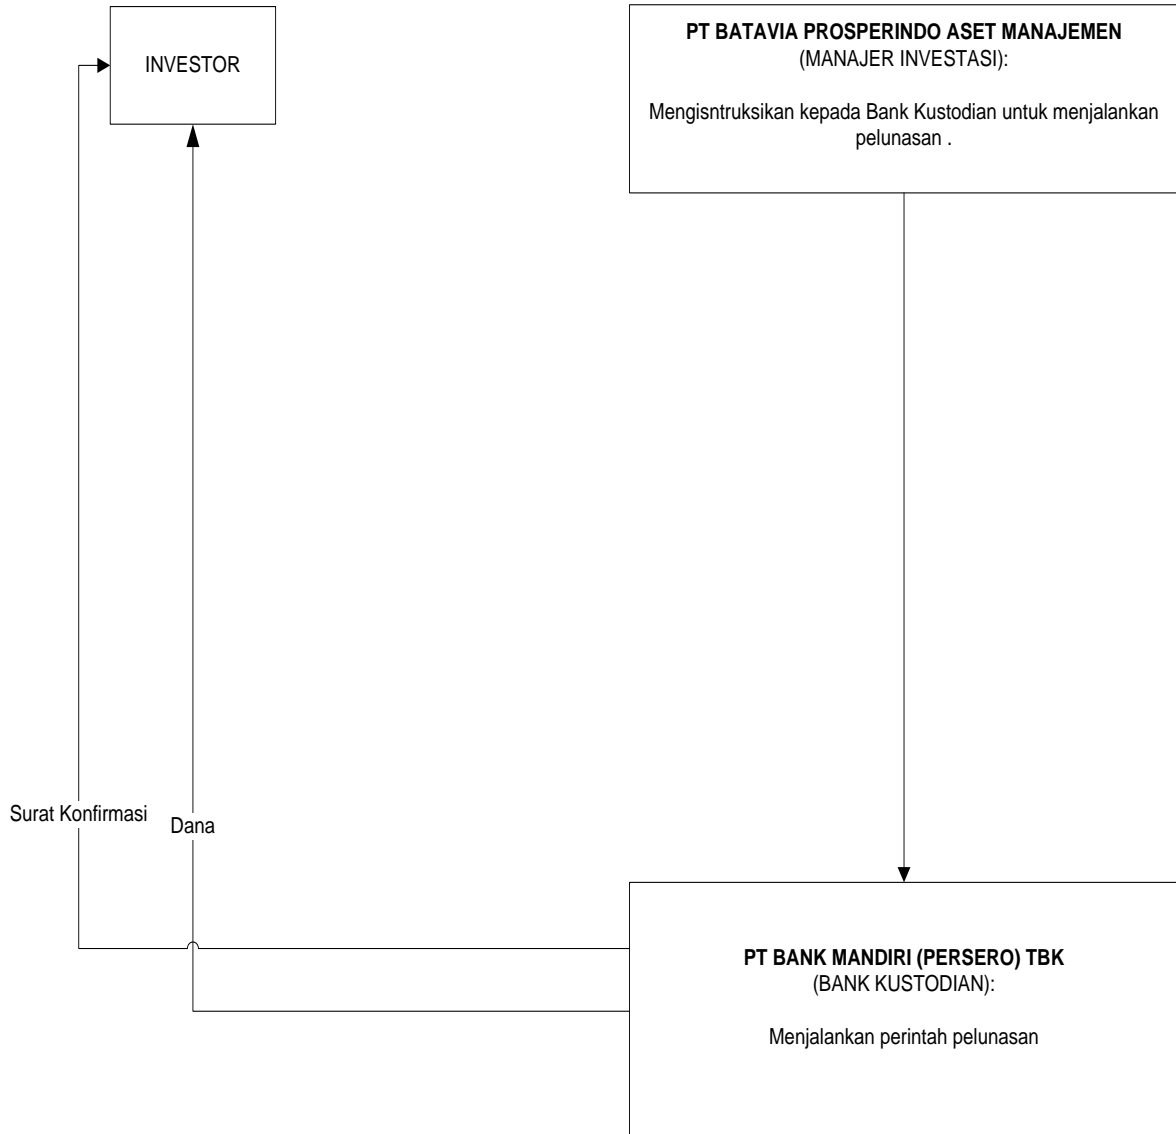 INVESTOR
PT BATAVIA PROSPERINDO ASET MANAJEMEN
(MANAJER INVESTASI):
Mengisntruksikan kepada Bank Kustodian untuk menjalankan
pelunasan .
Surat Konfirmasi
Dana
PT BANK MANDIRI (PERSERO) TBK
(BANK KUSTODIAN):
Menjalankan perintah pelunasan